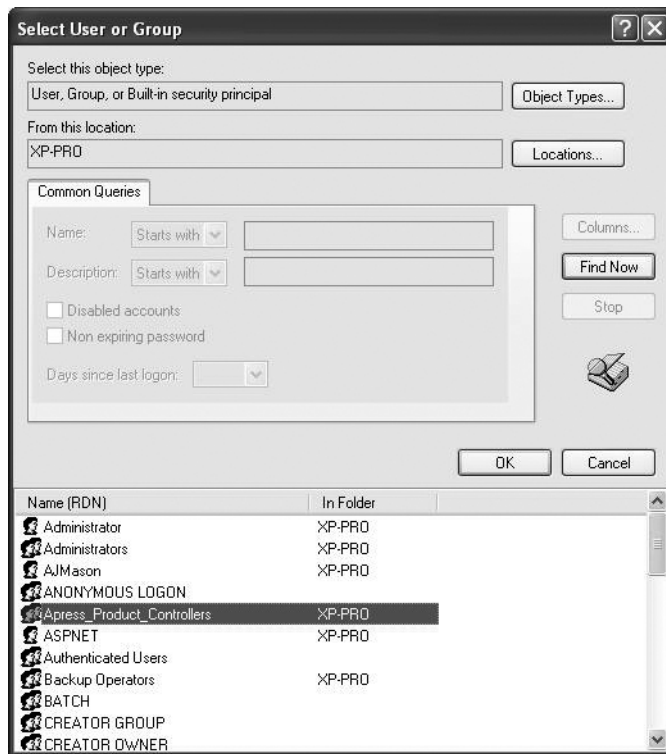 Select User or Group
Select this object type:
User, Group, or Built-in security principal
Object Types...
From this location:
XP-PRO
Locations...
Common Queries
Name:
Starts with
Columns...
Description:
Starts with
Find Now
Disabled accounts
Stop
Non expiring password
Days since last logon:
OK
Cancel
Name (RDN) In Folder
Administrator XP-PRO
Administrators XP-PRO
AJMason XP-PRO
ANONYMOUS LOGON
Apress_Product_Controllers XP-PRO
ASPNET XP-PRO
Authenticated Users
Backup Operators XP-PRO
BATCH
CREATOR GROUP
CREATOR OWNER